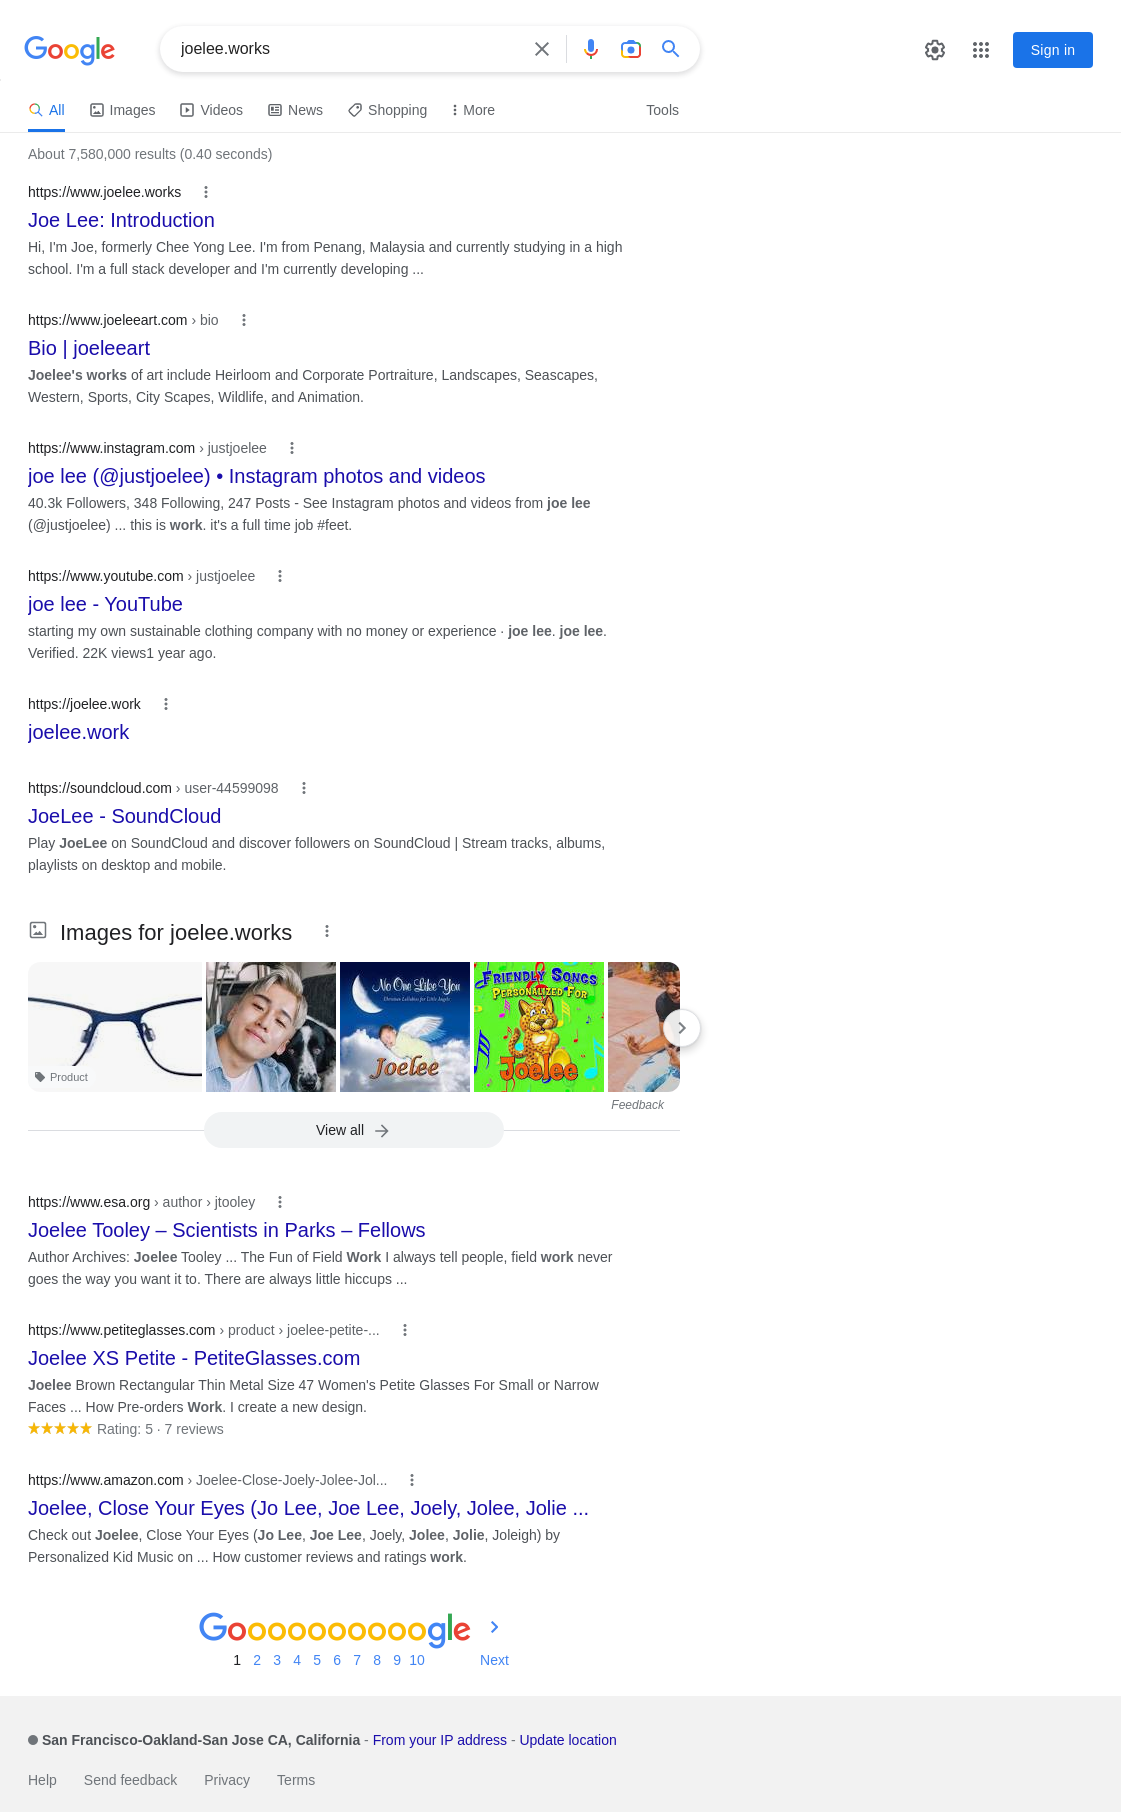 Google
joelee.works
Sign in
All
Images
Videos
News
Shopping
More
Tools
About 7,580,000 results (0.40 seconds)
https://www.joelee.works
Joe Lee: Introduction
Hi, I'm Joe, formerly Chee Yong Lee. I'm from Penang, Malaysia and currently studying in a high
school. I'm a full stack developer and I'm currently developing ...
https://www.joeleeart.com › bio
Bio | joeleeart
Joelee's works of art include Heirloom and Corporate Portraiture, Landscapes, Seascapes,
Western, Sports, City Scapes, Wildlife, and Animation.
https://www.instagram.com › justjoelee
joe lee (@justjoelee) • Instagram photos and videos
40.3k Followers, 348 Following, 247 Posts - See Instagram photos and videos from joe lee
(@justjoelee) ... this is work. it's a full time job #feet.
https://www.youtube.com › justjoelee
joe lee - YouTube
starting my own sustainable clothing company with no money or experience · joe lee. joe lee.
Verified. 22K views1 year ago.
https://joelee.work
joelee.work
https://soundcloud.com › user-44599098
JoeLee - SoundCloud
Play JoeLee on SoundCloud and discover followers on SoundCloud | Stream tracks, albums,
playlists on desktop and mobile.
Images for joelee.works
Product
No One Like You
Christian Lullabies for Little Angels
Joelee
FRIENDLY SONGS
PERSONALIZED FOR
Joelee
Feedback
View all
https://www.esa.org › author › jtooley
Joelee Tooley – Scientists in Parks – Fellows
Author Archives: Joelee Tooley ... The Fun of Field Work I always tell people, field work never
goes the way you want it to. There are always little hiccups ...
https://www.petiteglasses.com › product › joelee-petite-...
Joelee XS Petite - PetiteGlasses.com
Joelee Brown Rectangular Thin Metal Size 47 Women's Petite Glasses For Small or Narrow
Faces ... How Pre-orders Work. I create a new design.
Rating: 5 · 7 reviews
https://www.amazon.com › Joelee-Close-Joely-Jolee-Jol...
Joelee, Close Your Eyes (Jo Lee, Joe Lee, Joely, Jolee, Jolie ...
Check out Joelee, Close Your Eyes (Jo Lee, Joe Lee, Joely, Jolee, Jolie, Joleigh) by
Personalized Kid Music on ... How customer reviews and ratings work.
Goooooooooogle
1 2 3 4 5 6 7 8 9 10 Next
San Francisco-Oakland-San Jose CA, California - From your IP address - Update location
Help Send feedback Privacy Terms